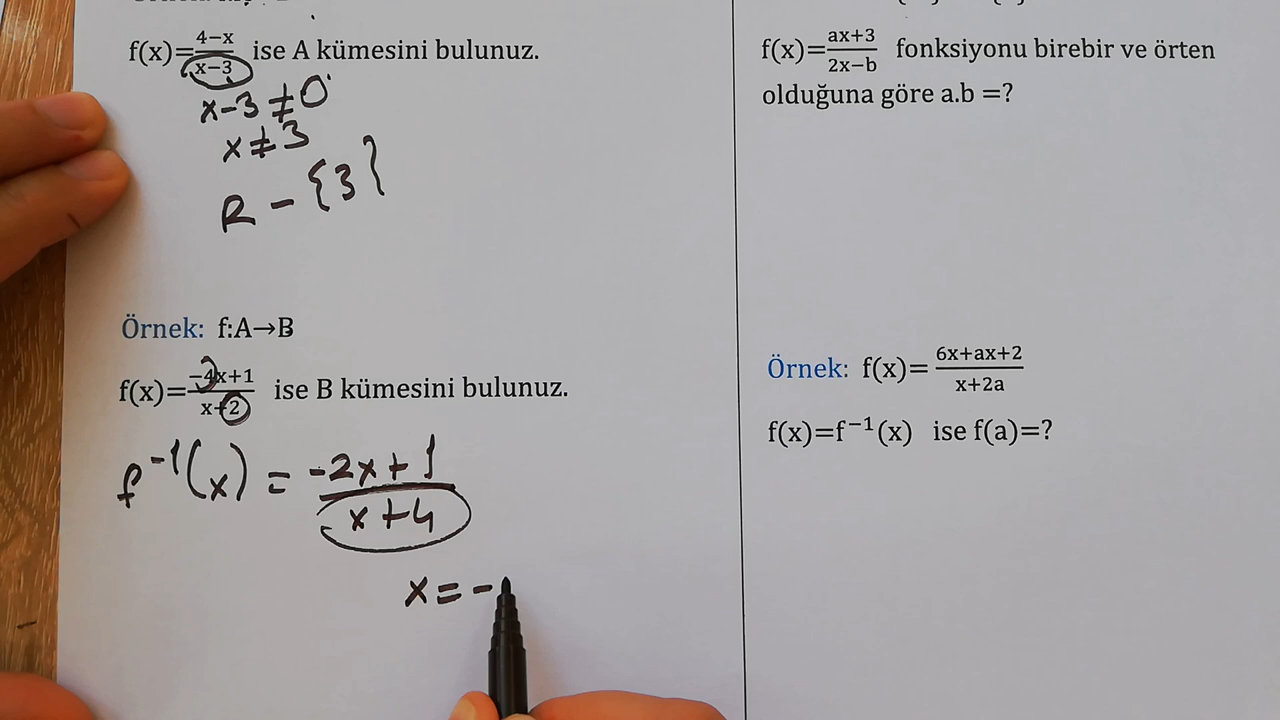 f(x)=4−x/x−3 ise A kümesini bulunuz.
x-3≠0
x≠3
R-{3}
Örnek: f:A→B
f(x)=−4x+1/x+2 ise B kümesini bulunuz.
f⁻¹(x) = -2x+1/x+4
x=-
f(x)=ax+3/2x−b fonksiyonu birebir ve örten
olduğuna göre a.b =?
Örnek: f(x)=6x+ax+2/x+2a
f(x)=f⁻¹(x) ise f(a)=?